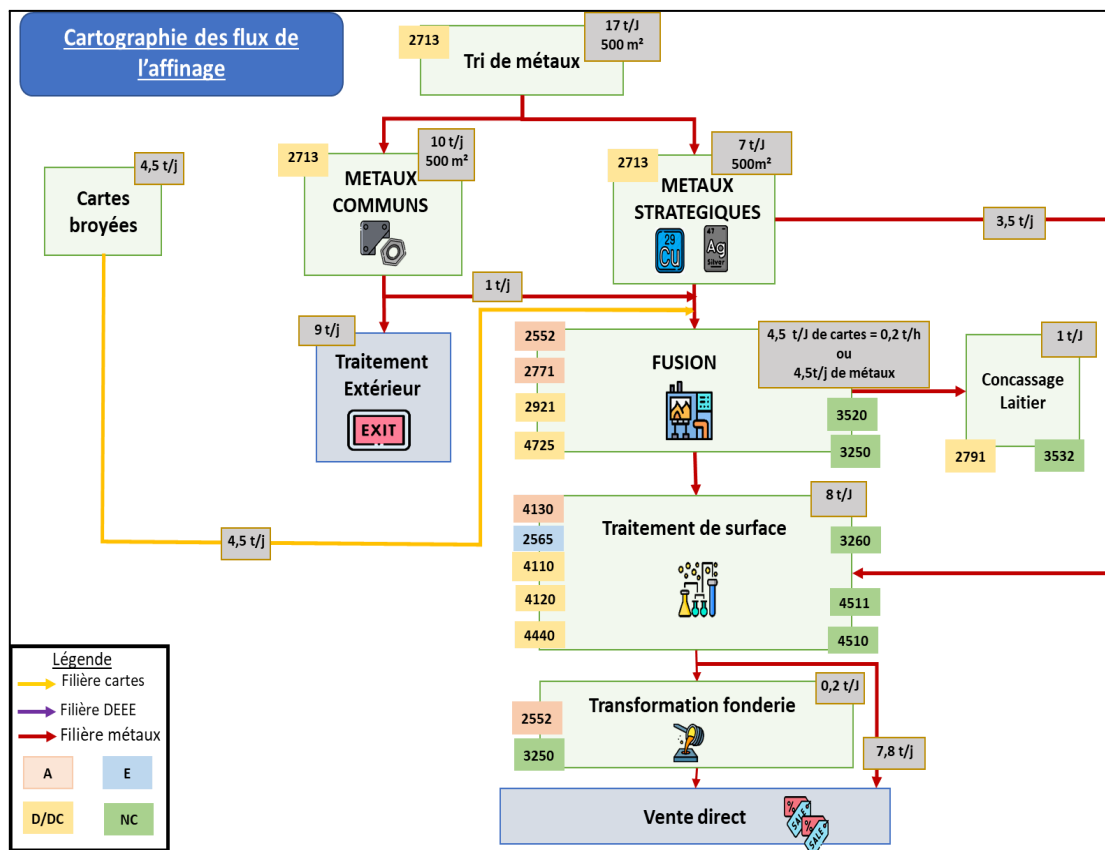 Cartographie des flux de
l'affinage
2713
17 t/J
500 m²
Tri de métaux
4,5 t/j
Cartes
broyées
2713
10 t/j
500 m²
METAUX
COMMUNS
2713
7 t/J
500m²
METAUX
STRATEGIQUES
29
Cu
47
Ag
Silver
3,5 t/j
1 t/j
9 t/j
Traitement
Extérieur
EXIT
2552
2771
2921
4725
FUSION
4,5 t/J de cartes = 0,2 t/h
ou
4,5t/j de métaux
3520
3250
1 t/J
Concassage
Laitier
2791
3532
4,5 t/j
4130
2565
4110
4120
4440
Traitement de surface
8 t/J
3260
4511
4510
2552
3250
Transformation fonderie
0,2 t/J
7,8 t/j
Vente direct
%
SALE
%
SALE
Légende
Filière cartes
Filière DEEE
Filière métaux
A
E
D/DC
NC